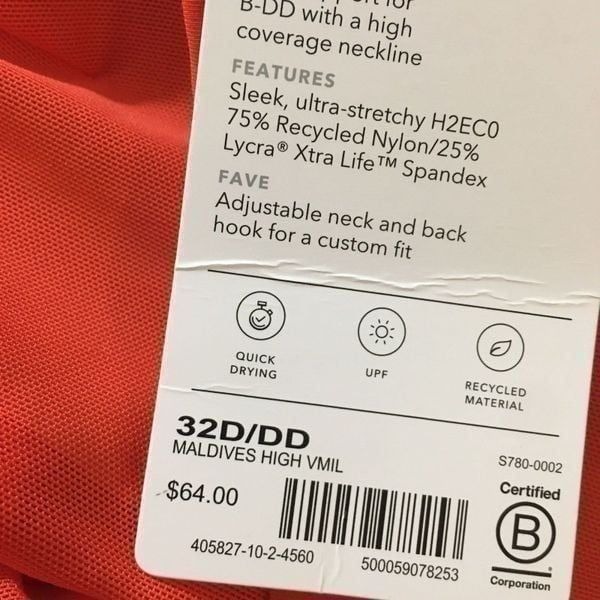 B-DD with a high
coverage neckline
FEATURES
Sleek, ultra-stretchy H2EC0
75% Recycled Nylon/25%
Lycra® Xtra Life™ Spandex
FAVE
Adjustable neck and back
hook for a custom fit
QUICK
DRYING
UPF
RECYCLED
MATERIAL
32D/DD
MALDIVES HIGH VMIL
S780-0002
$64.00
Certified
B
Corporation
405827-10-2-4560
500059078253